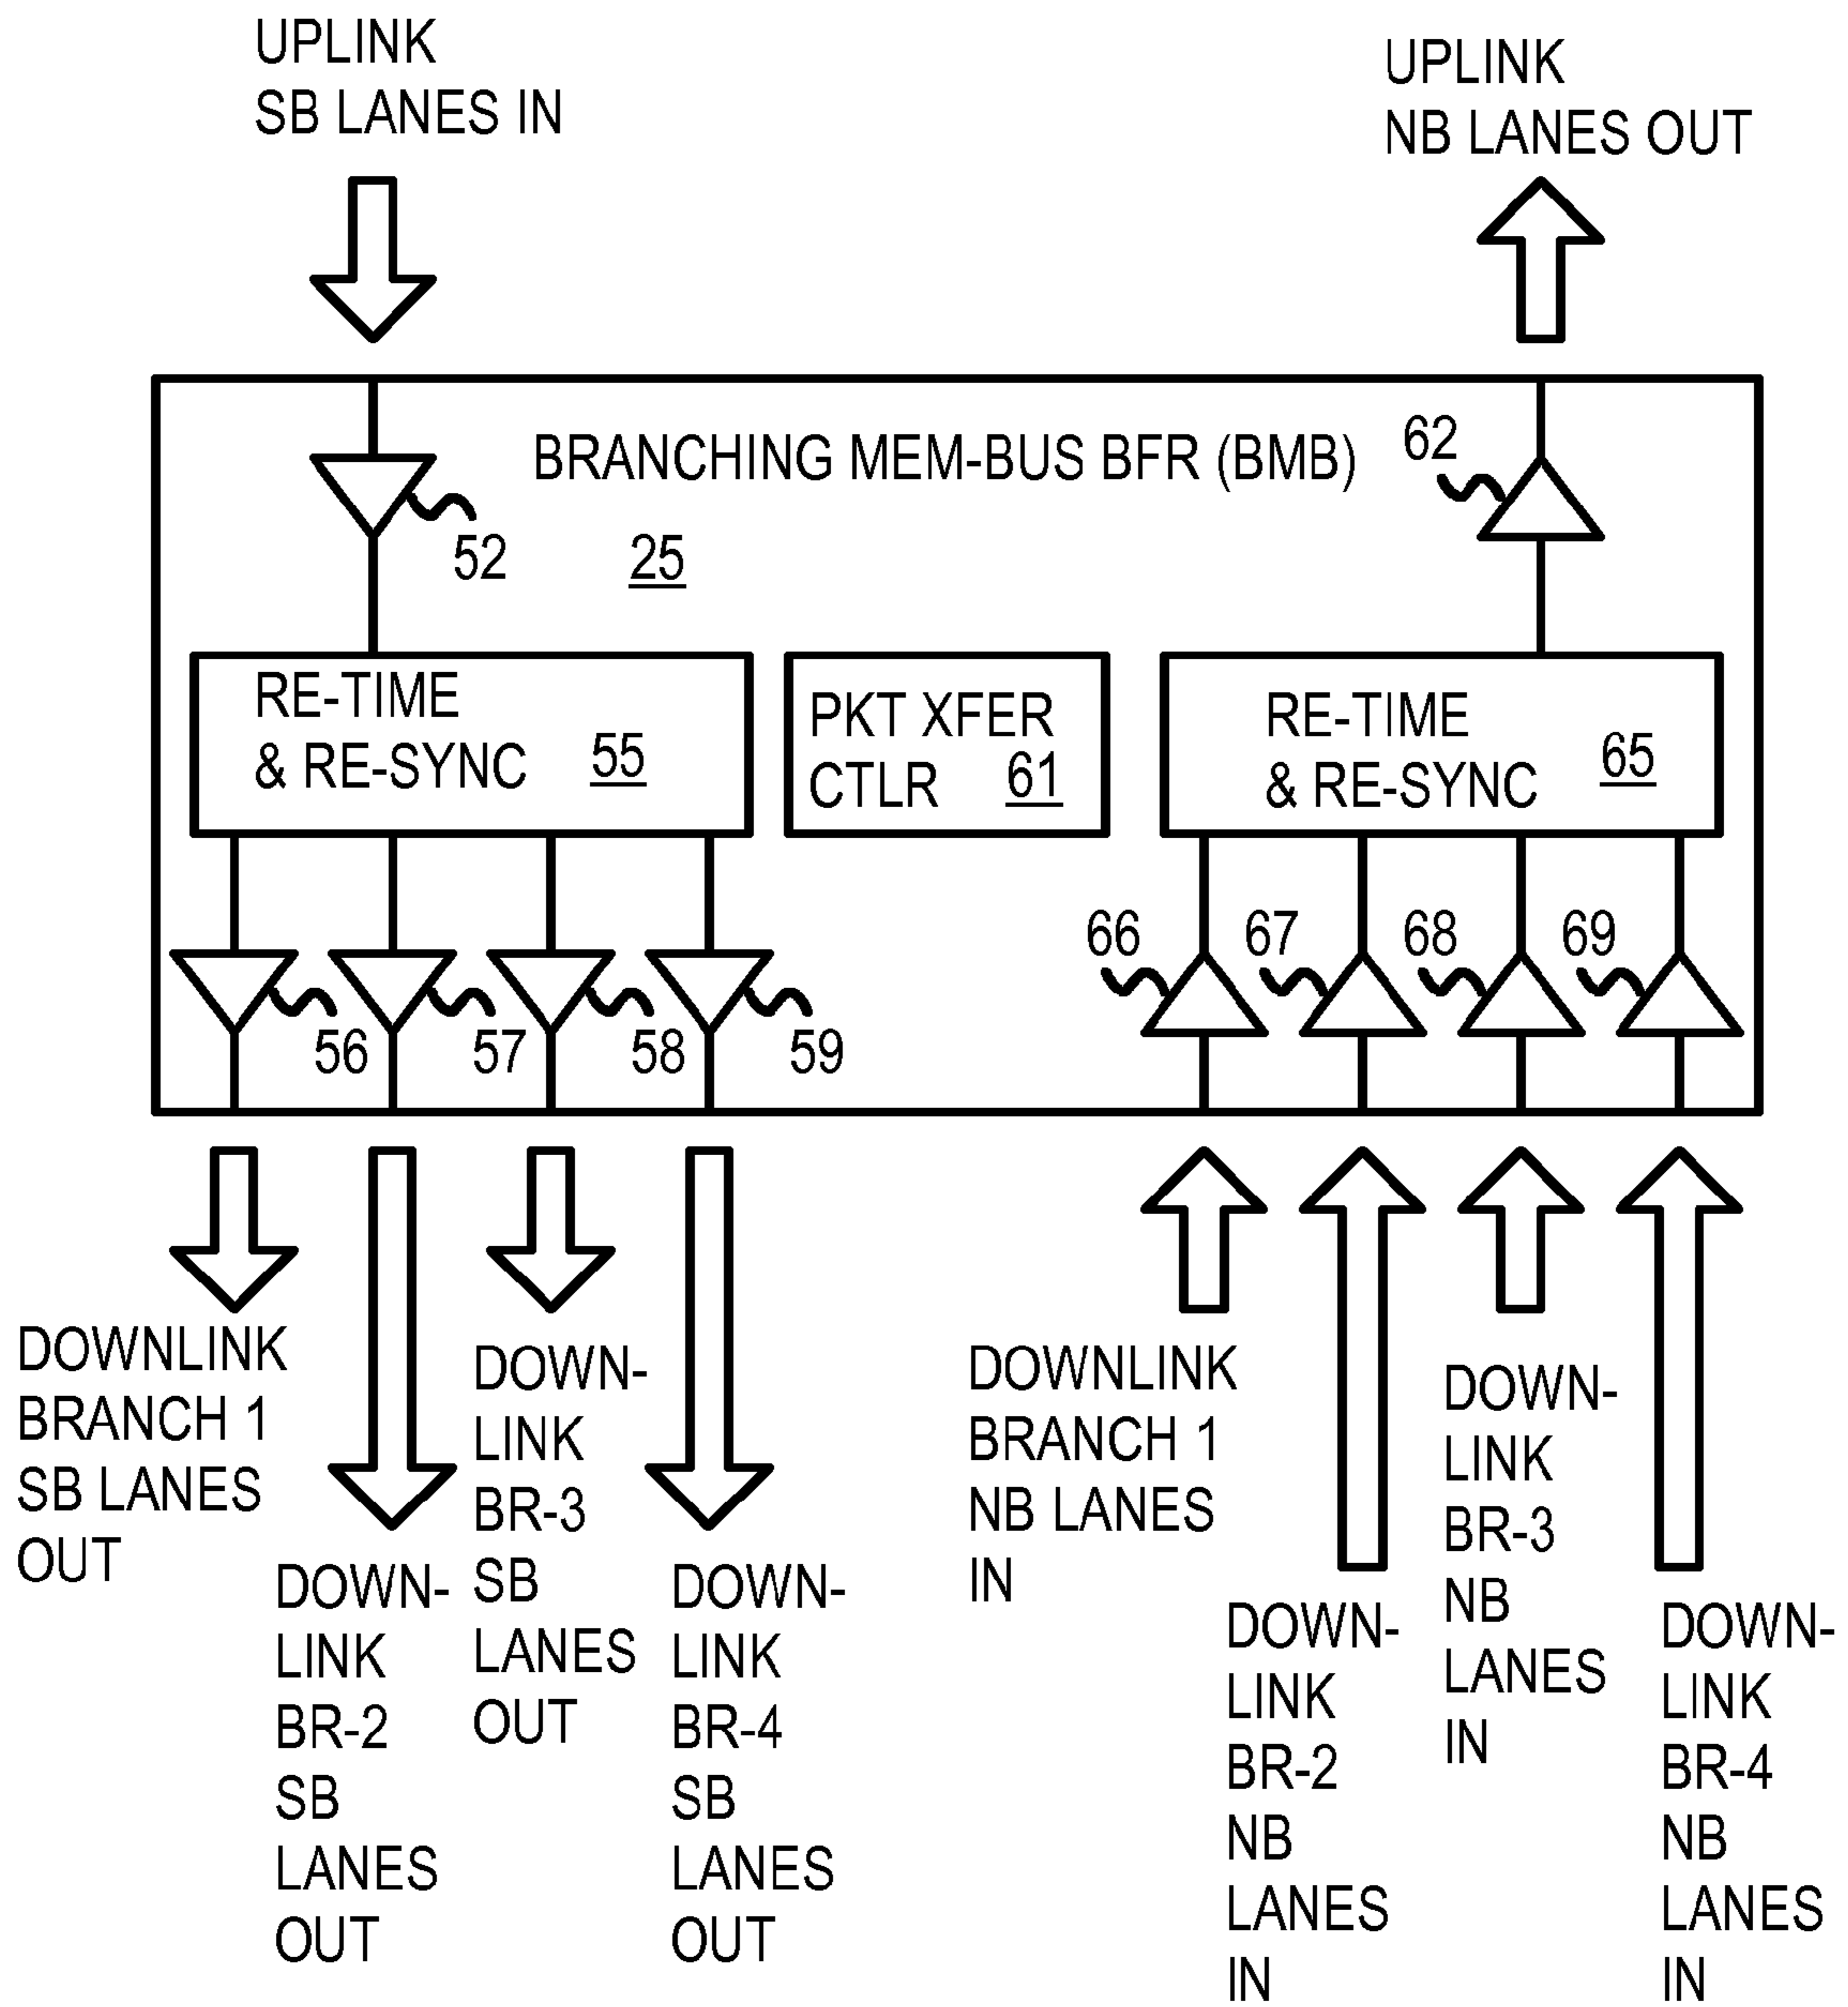 UPLINK
SB LANES IN
UPLINK
NB LANES OUT
BRANCHING MEM-BUS BFR (BMB)
25
52
62
RE-TIME
& RE-SYNC 55
PKT XFER
CTLR 61
RE-TIME
& RE-SYNC 65
56
57
58
59
66
67
68
69
DOWNLINK
BRANCH 1
SB LANES
OUT
DOWN-
LINK
BR-2
SB
LANES
OUT
DOWN-
LINK
BR-3
SB
LANES
OUT
DOWN-
LINK
BR-4
SB
LANES
OUT
DOWNLINK
BRANCH 1
NB LANES
IN
DOWN-
LINK
BR-2
NB
LANES
IN
DOWN-
LINK
BR-3
NB
LANES
IN
DOWN-
LINK
BR-4
NB
LANES
IN